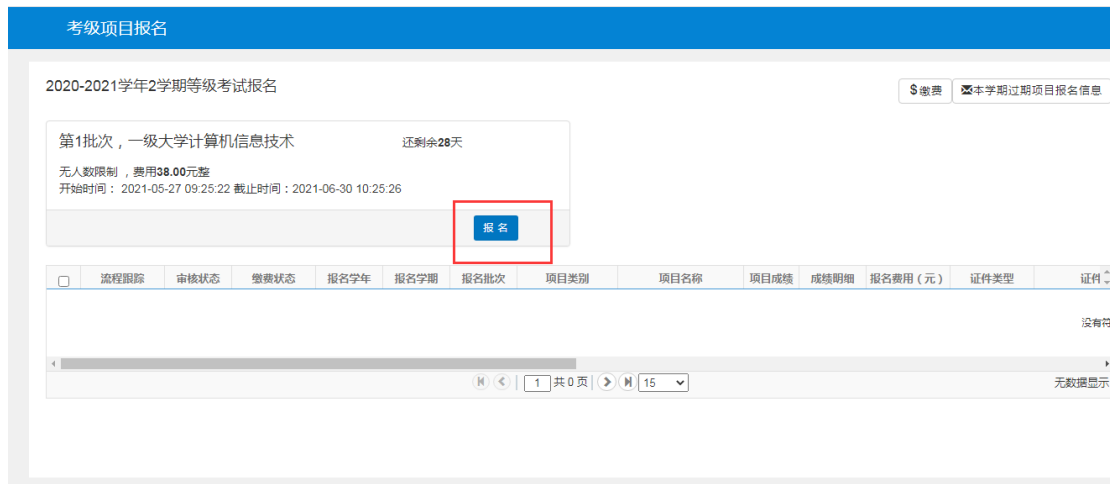 考级项目报名
2020-2021学年2学期等级考试报名
$缴费 本学期过期项目报名信息
第1批次，一级大学计算机信息技术 还剩余28天
无人数限制 ，费用38.00元整
开始时间： 2021-05-27 09:25:22 截止时间：2021-06-30 10:25:26
报 名
流程跟踪 审核状态 缴费状态 报名学年 报名学期 报名批次 项目类别 项目名称 项目成绩 成绩明细 报名费用（元） 证件类型 证件
没有符
1 共 0 页 15
无数据显示